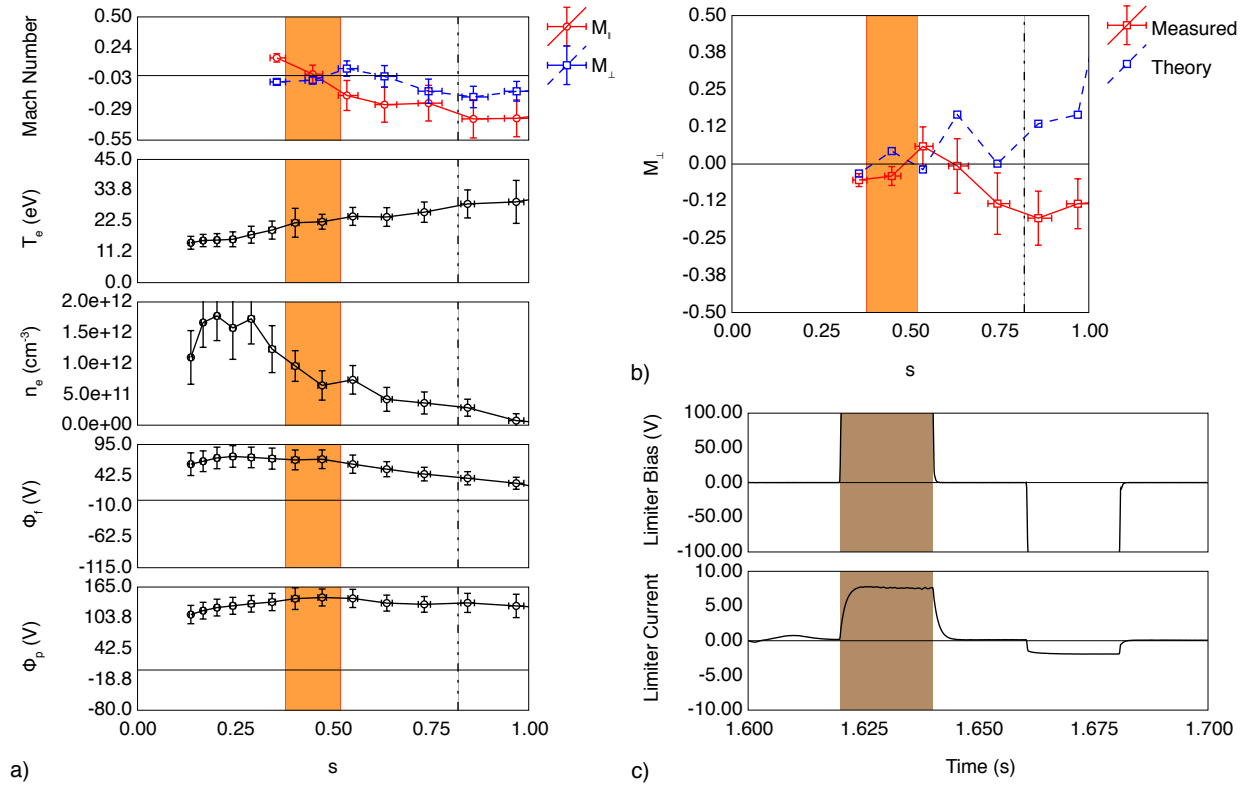 0.50
0.24
-0.03
-0.29
-0.55
Mach Number
M∥
M⊥
45.0
33.8
22.5
11.2
0.0
T_e (eV)
2.0e+12
1.5e+12
1.0e+12
5.0e+11
0.0e+00
n_e (cm⁻³)
95.0
42.5
-10.0
-62.5
-115.0
Φ_f (V)
165.0
103.8
42.5
-18.8
-80.0
Φ_p (V)
0.00 0.25 0.50 0.75 1.00
s
a)
0.50
0.38
0.25
0.12
0.00
-0.12
-0.25
-0.38
-0.50
M⊥
Measured
Theory
0.00 0.25 0.50 0.75 1.00
s
b)
100.00
50.00
0.00
-50.00
-100.00
Limiter Bias (V)
10.00
5.00
0.00
-5.00
-10.00
Limiter Current
1.600 1.625 1.650 1.675 1.700
Time (s)
c)